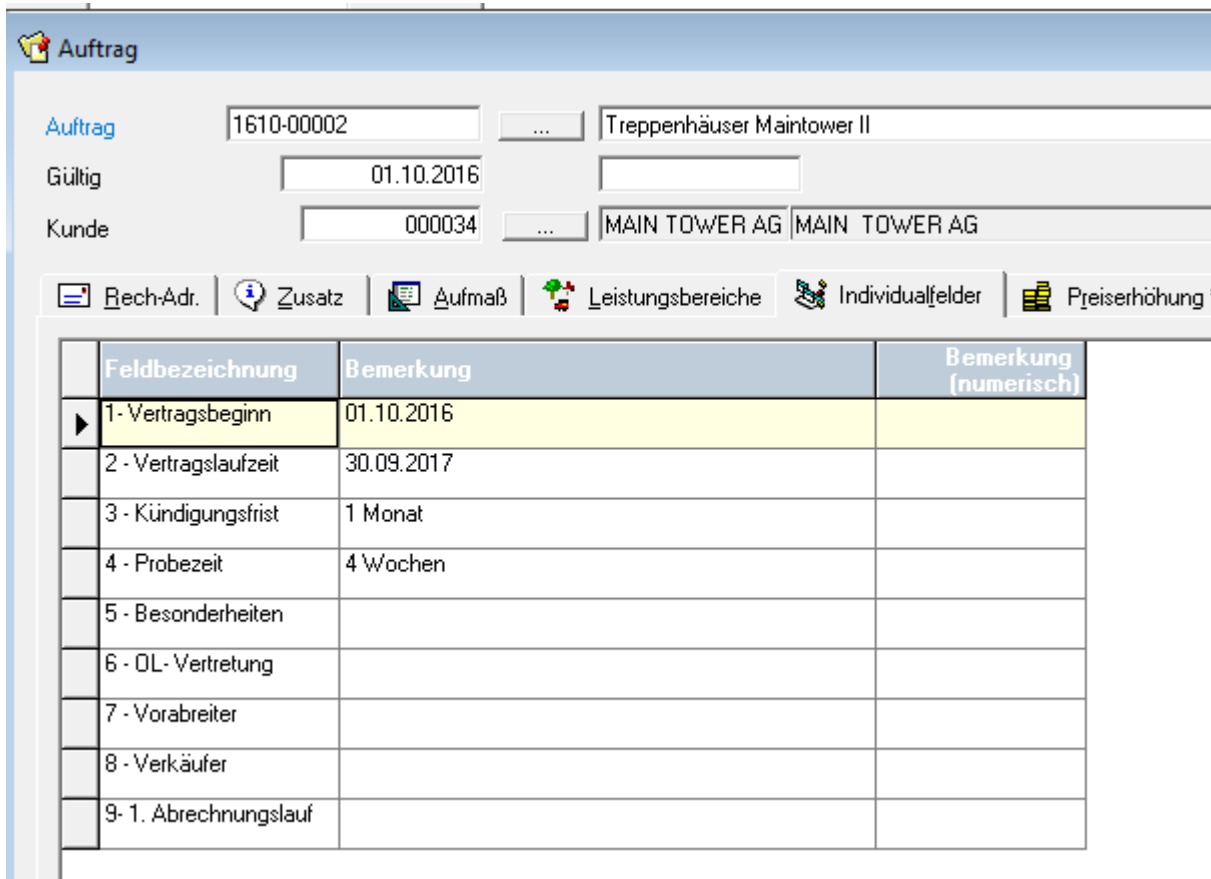 Auftrag
Auftrag 1610-00002 ... Treppenhäuser Maintower II
Gültig 01.10.2016
Kunde 000034 ... MAIN TOWER AG MAIN TOWER AG
Rech-Adr. Zusatz Aufmaß Leistungsbereiche Individualfelder Preiserhöhung
Feldbezeichnung Bemerkung Bemerkung
(numerisch)
1- Vertragsbeginn 01.10.2016
2 - Vertragslaufzeit 30.09.2017
3 - Kündigungsfrist 1 Monat
4 - Probezeit 4 Wochen
5 - Besonderheiten
6 - OL- Vertretung
7 - Vorabreiter
8 - Verkäufer
9- 1. Abrechnungslauf